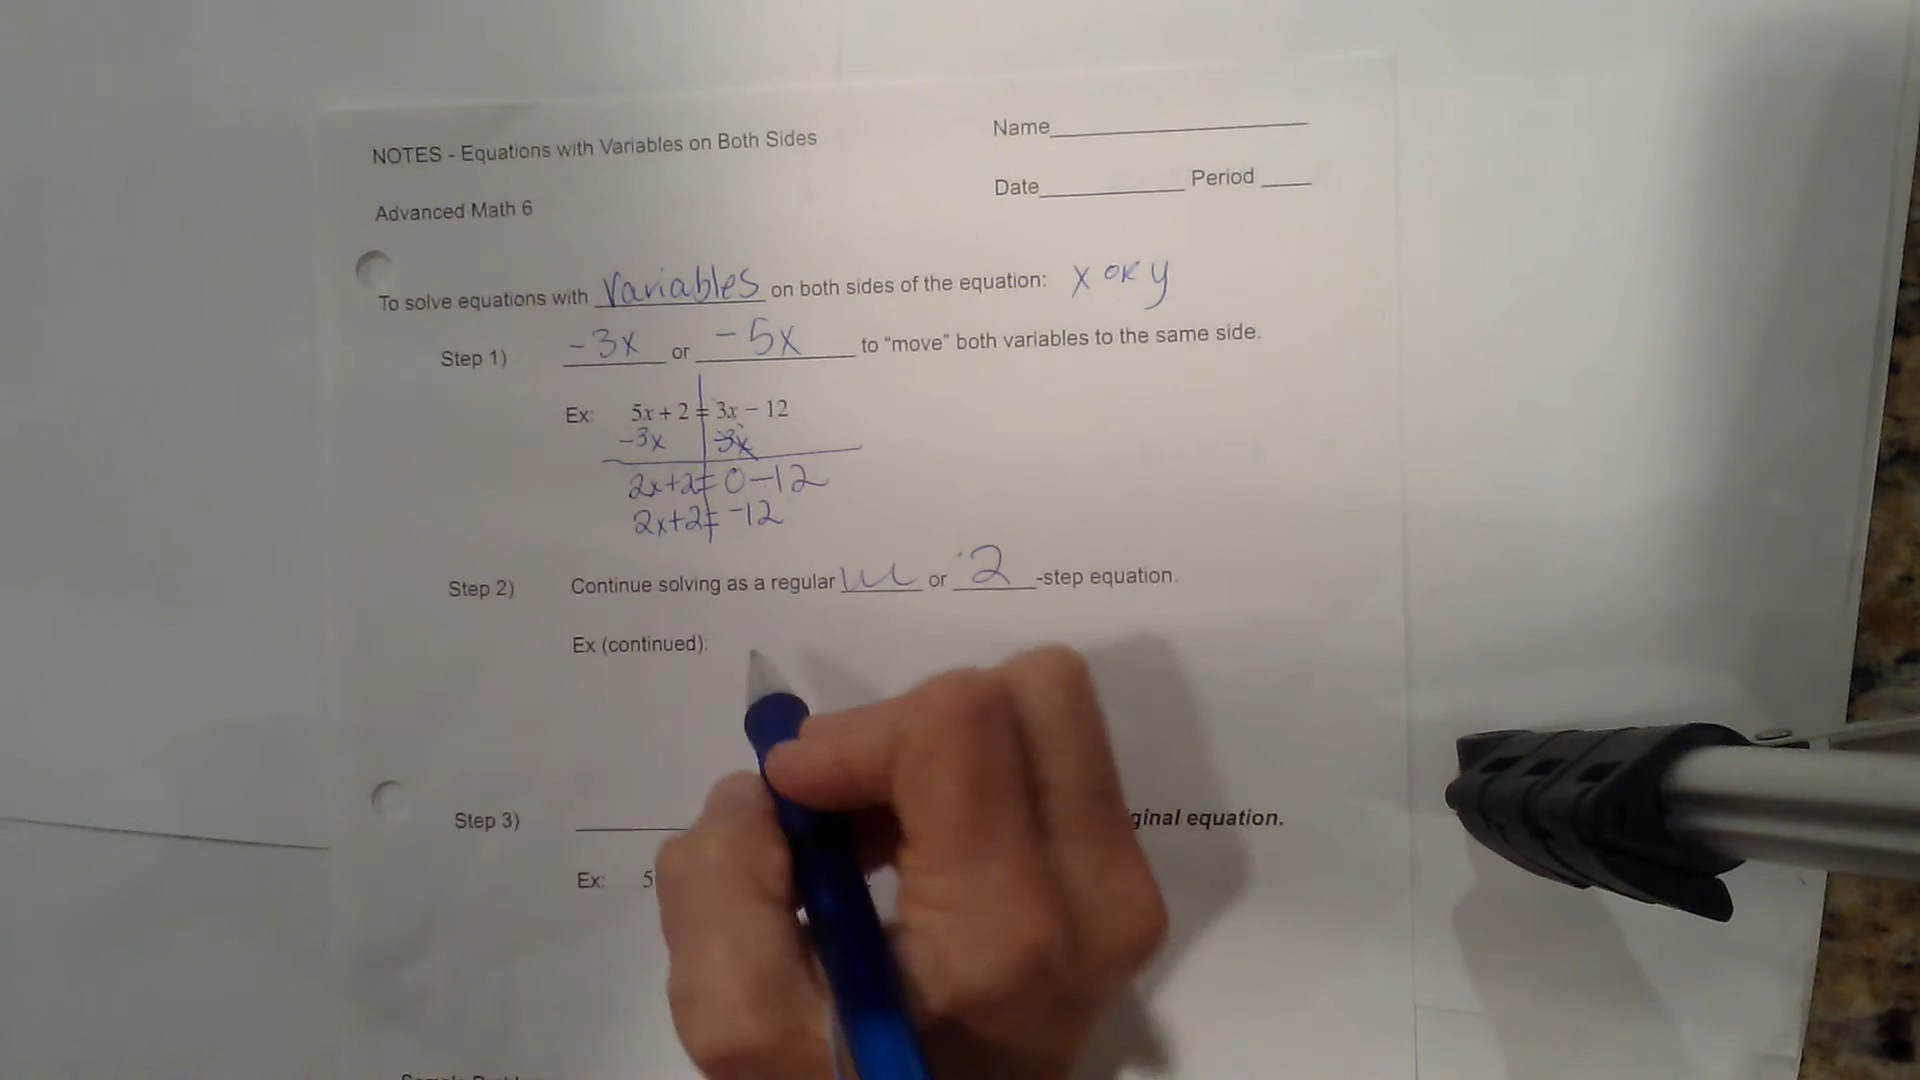 NOTES - Equations with Variables on Both Sides
Name
Date Period
Advanced Math 6
To solve equations with Variables on both sides of the equation: x or y
Step 1) -3x or -5x to “move” both variables to the same side.
Ex: 5x + 2 = 3x - 12
-3x -3x
2x+2= 0-12
2x+2= -12
Step 2) Continue solving as a regular or 2 -step equation.
Ex (continued):
Step 3) equation.
Ex: 5